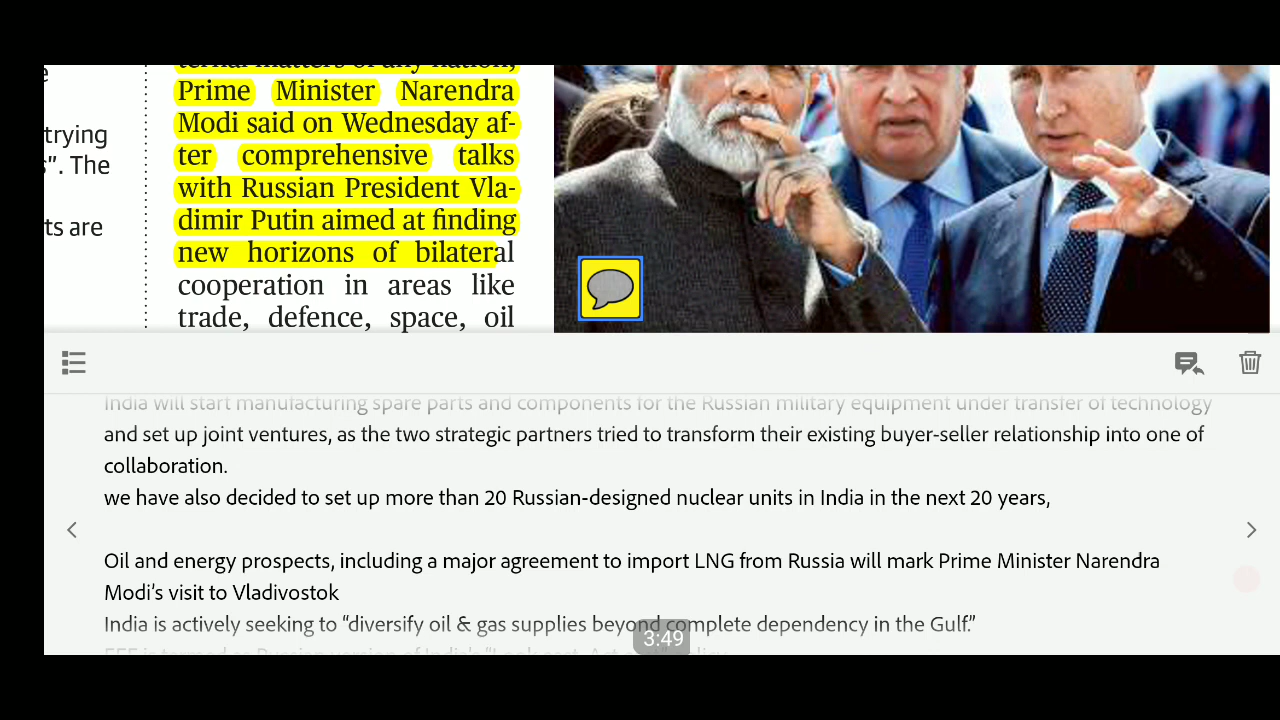 e
trying
s”. The
ts are
ternal matters of any nation,
Prime Minister Narendra
Modi said on Wednesday af-
ter comprehensive talks
with Russian President Vla-
dimir Putin aimed at finding
new horizons of bilateral
cooperation in areas like
trade, defence, space, oil
India will start manufacturing spare parts and components for the Russian military equipment under transfer of technology
and set up joint ventures, as the two strategic partners tried to transform their existing buyer-seller relationship into one of
collaboration.
we have also decided to set up more than 20 Russian-designed nuclear units in India in the next 20 years,
Oil and energy prospects, including a major agreement to import LNG from Russia will mark Prime Minister Narendra
Modi’s visit to Vladivostok
India is actively seeking to “diversify oil & gas supplies beyond complete dependency in the Gulf.”
3:49